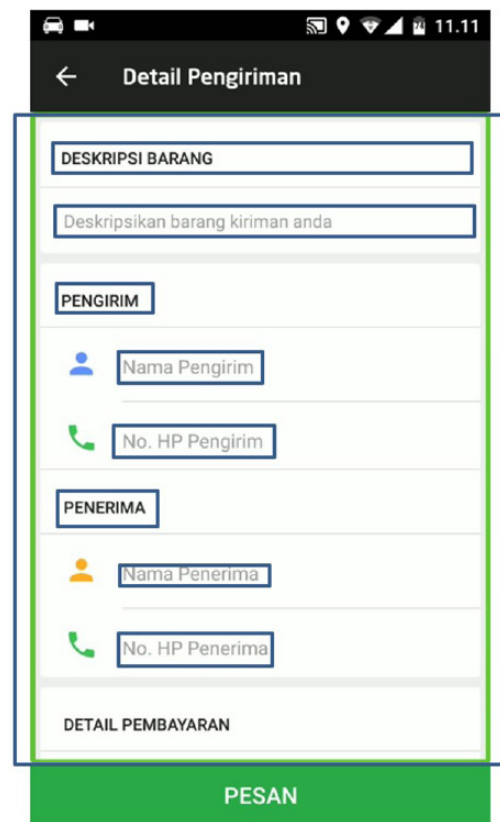 11.11
Detail Pengiriman
DESKRIPSI BARANG
Deskripsikan barang kiriman anda
PENGIRIM
Nama Pengirim
No. HP Pengirim
PENERIMA
Nama Penerima
No. HP Penerima
DETAIL PEMBAYARAN
PESAN